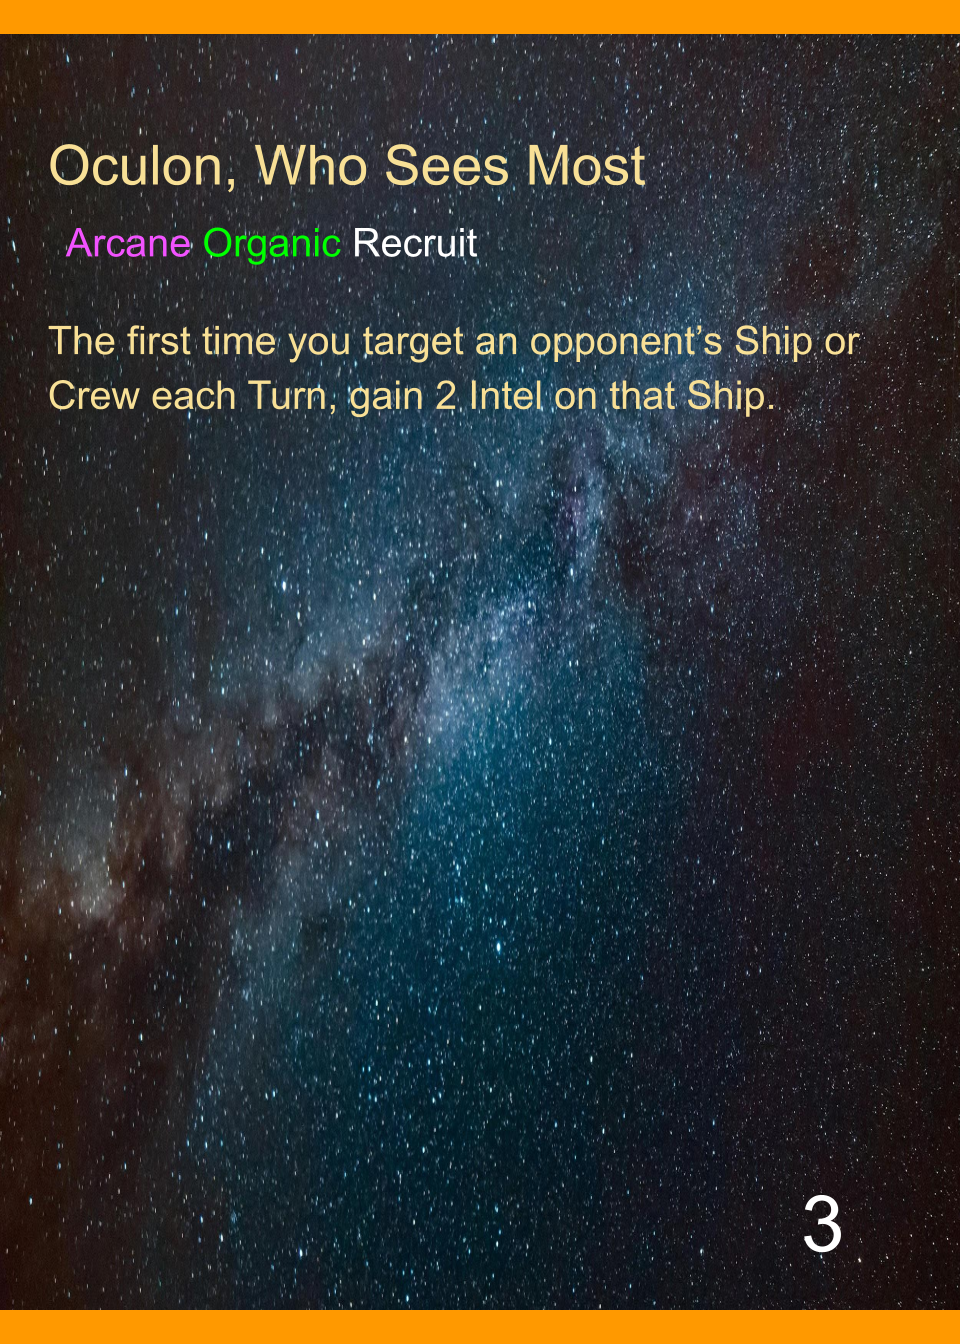 Oculon, Who Sees Most
Arcane Organic Recruit
The first time you target an opponent’s Ship or
Crew each Turn, gain 2 Intel on that Ship.
3